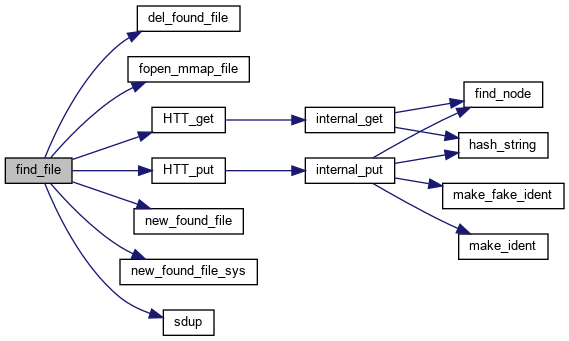 del_found_file
fopen_mmap_file
find_node
HTT_get
internal_get
hash_string
find_file
HTT_put
internal_put
make_fake_ident
new_found_file
make_ident
new_found_file_sys
sdup